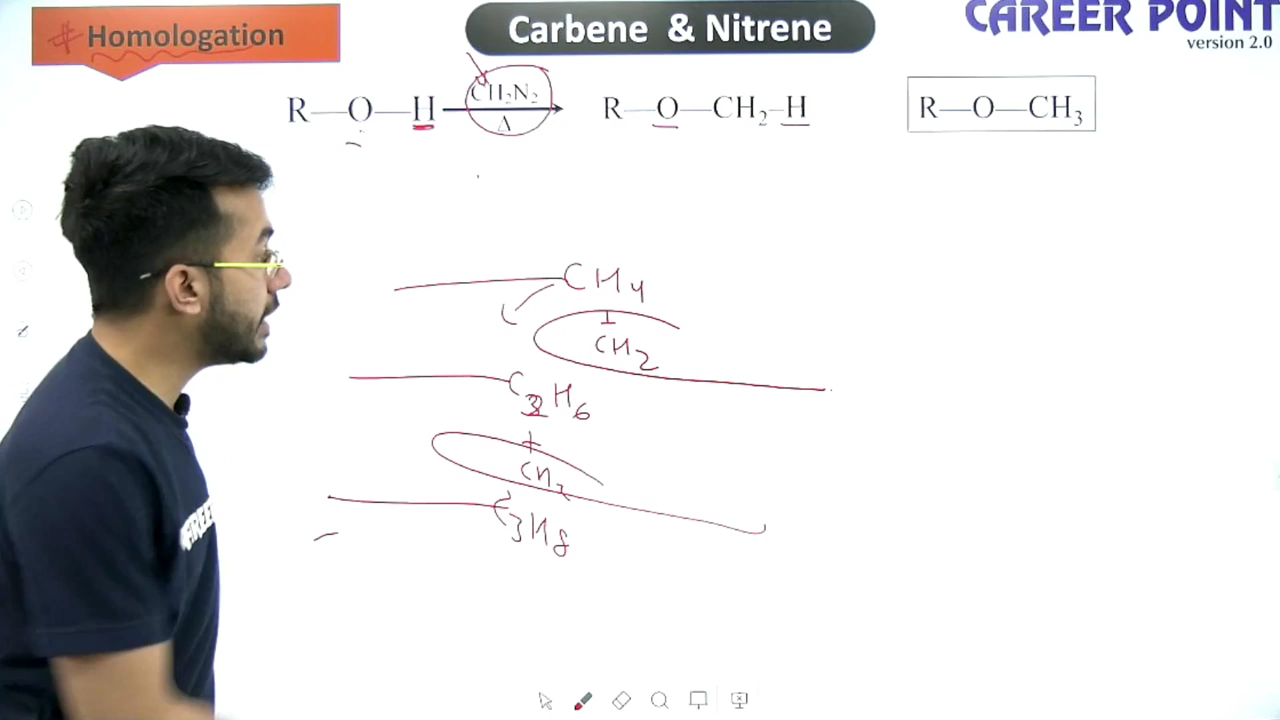 # Homologation
Carbene & Nitrene
CAREER POINT
version 2.0
R—O—H CH₂N₂ Δ R—O—CH₂—H R—O—CH₃
CH₄
+
CH₂
C₂H₆
+
CH₂
C₃H₈